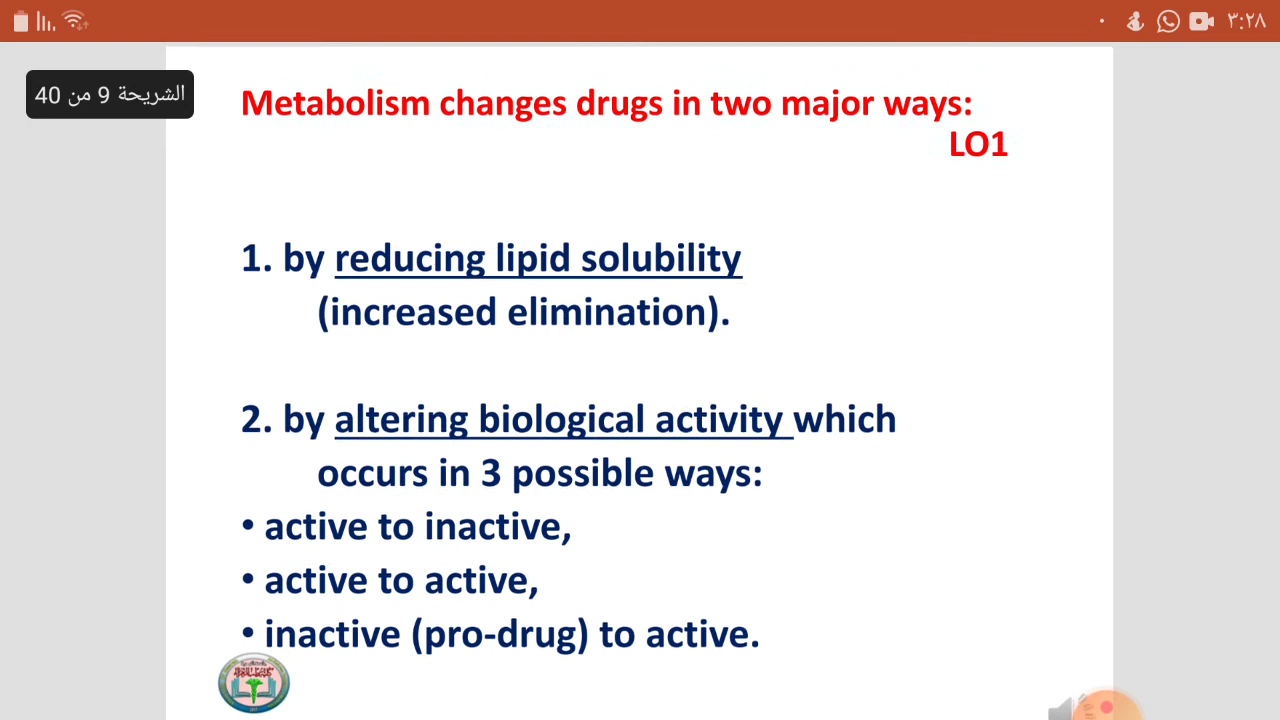 ٣:٢٨
الشريحة 9 من 40
Metabolism changes drugs in two major ways:
LO1
1. by reducing lipid solubility
(increased elimination).
2. by altering biological activity which
occurs in 3 possible ways:
• active to inactive,
• active to active,
• inactive (pro-drug) to active.